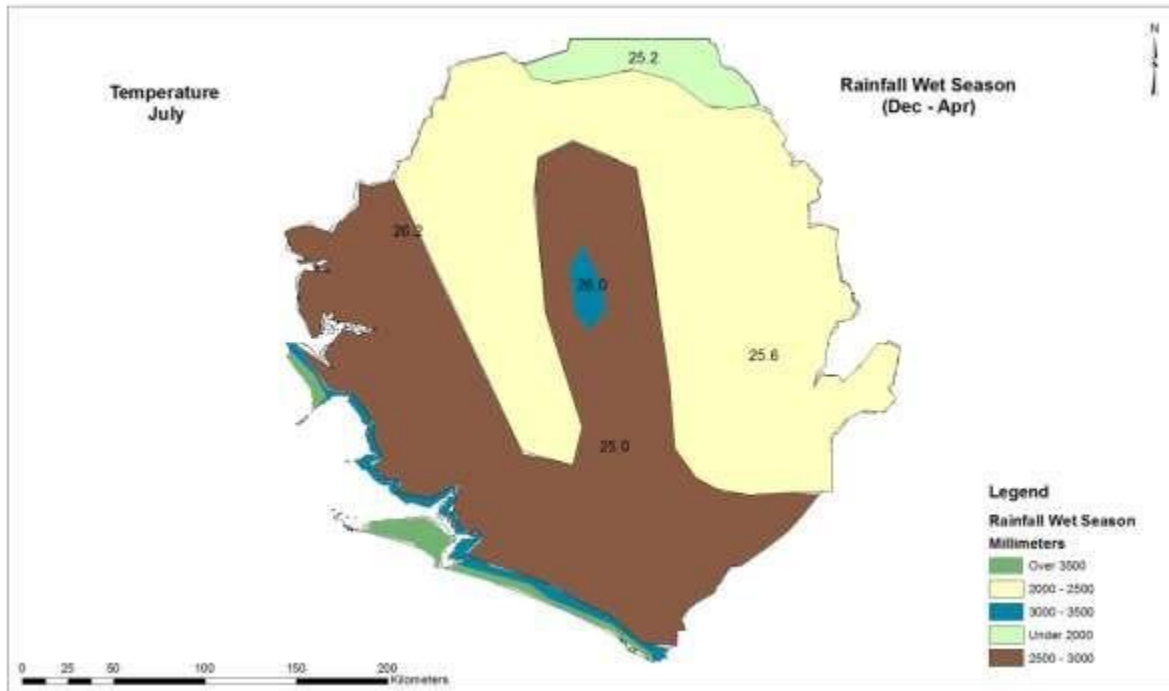 Temperature
July
Rainfall Wet Season
(Dec - Apr)
N
25.2
26.2
26.0
25.6
25.0
Legend
Rainfall Wet Season
Millimeters
Over 3500
2000 - 2500
3000 - 3500
Under 2000
2500 - 3000
0 25 50 100 150 200
Kilometers